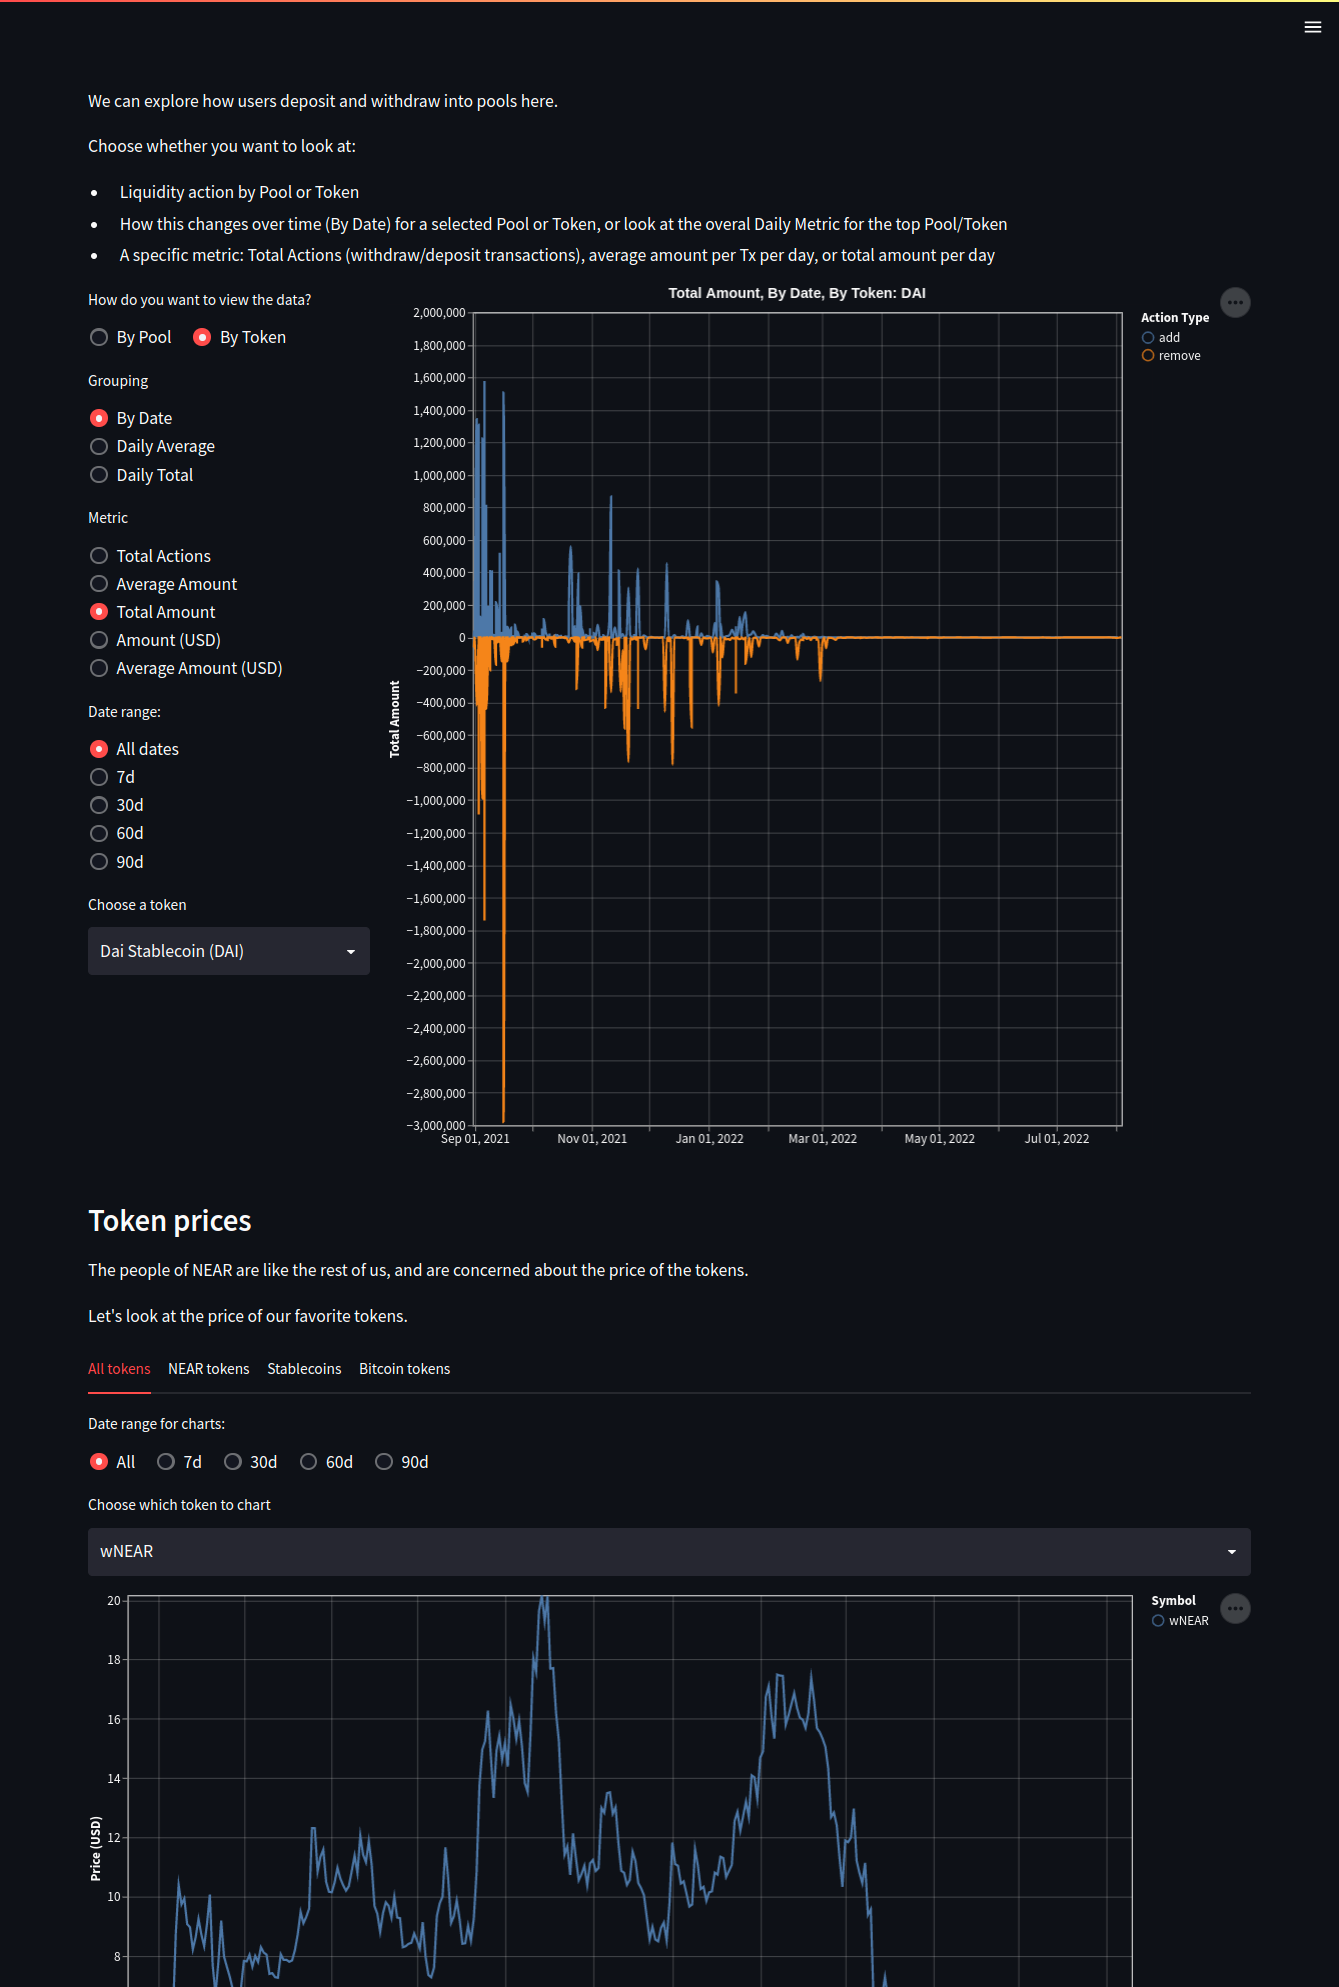 We can explore how users deposit and withdraw into pools here.
Choose whether you want to look at:
Liquidity action by Pool or Token
How this changes over time (By Date) for a selected Pool or Token, or look at the overal Daily Metric for the top Pool/Token
A specific metric: Total Actions (withdraw/deposit transactions), average amount per Tx per day, or total amount per day
How do you want to view the data?
By Pool
By Token
Grouping
By Date
Daily Average
Daily Total
Metric
Total Actions
Average Amount
Total Amount
Amount (USD)
Average Amount (USD)
Date range:
All dates
7d
30d
60d
90d
Choose a token
Dai Stablecoin (DAI)
Total Amount, By Date, By Token: DAI
Action Type
add
remove
Total Amount
2,000,000
1,800,000
1,600,000
1,400,000
1,200,000
1,000,000
800,000
600,000
400,000
200,000
0
−200,000
−400,000
−600,000
−800,000
−1,000,000
−1,200,000
−1,400,000
−1,600,000
−1,800,000
−2,000,000
−2,200,000
−2,400,000
−2,600,000
−2,800,000
−3,000,000
Sep 01, 2021
Nov 01, 2021
Jan 01, 2022
Mar 01, 2022
May 01, 2022
Jul 01, 2022
Token prices
The people of NEAR are like the rest of us, and are concerned about the price of the tokens.
Let's look at the price of our favorite tokens.
All tokens
NEAR tokens
Stablecoins
Bitcoin tokens
Date range for charts:
All
7d
30d
60d
90d
Choose which token to chart
wNEAR
Symbol
wNEAR
Price (USD)
20
18
16
14
12
10
8